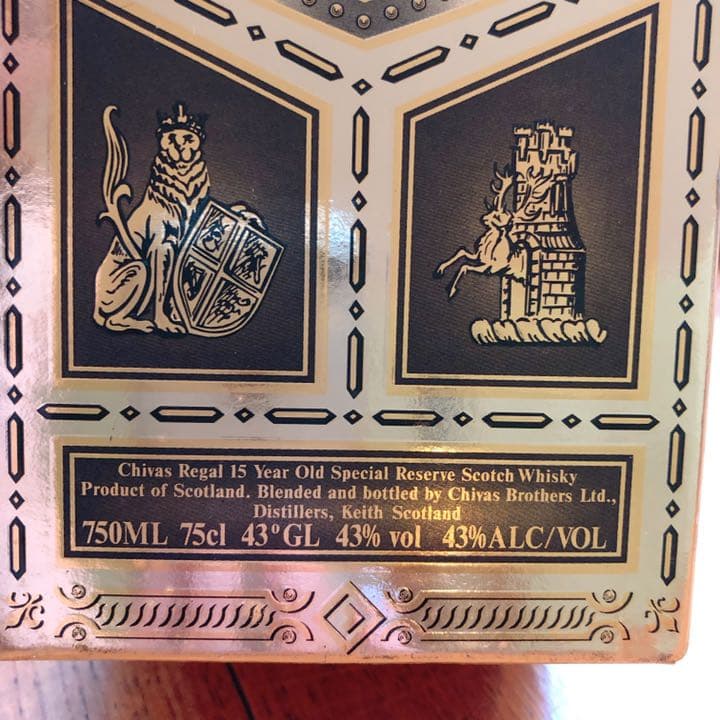 Chivas Regal 15 Year Old Special Reserve Scotch Whisky
Product of Scotland. Blended and bottled by Chivas Brothers Ltd.,
Distillers, Keith Scotland
750ML 75cl 43°GL 43% vol 43%ALC/VOL